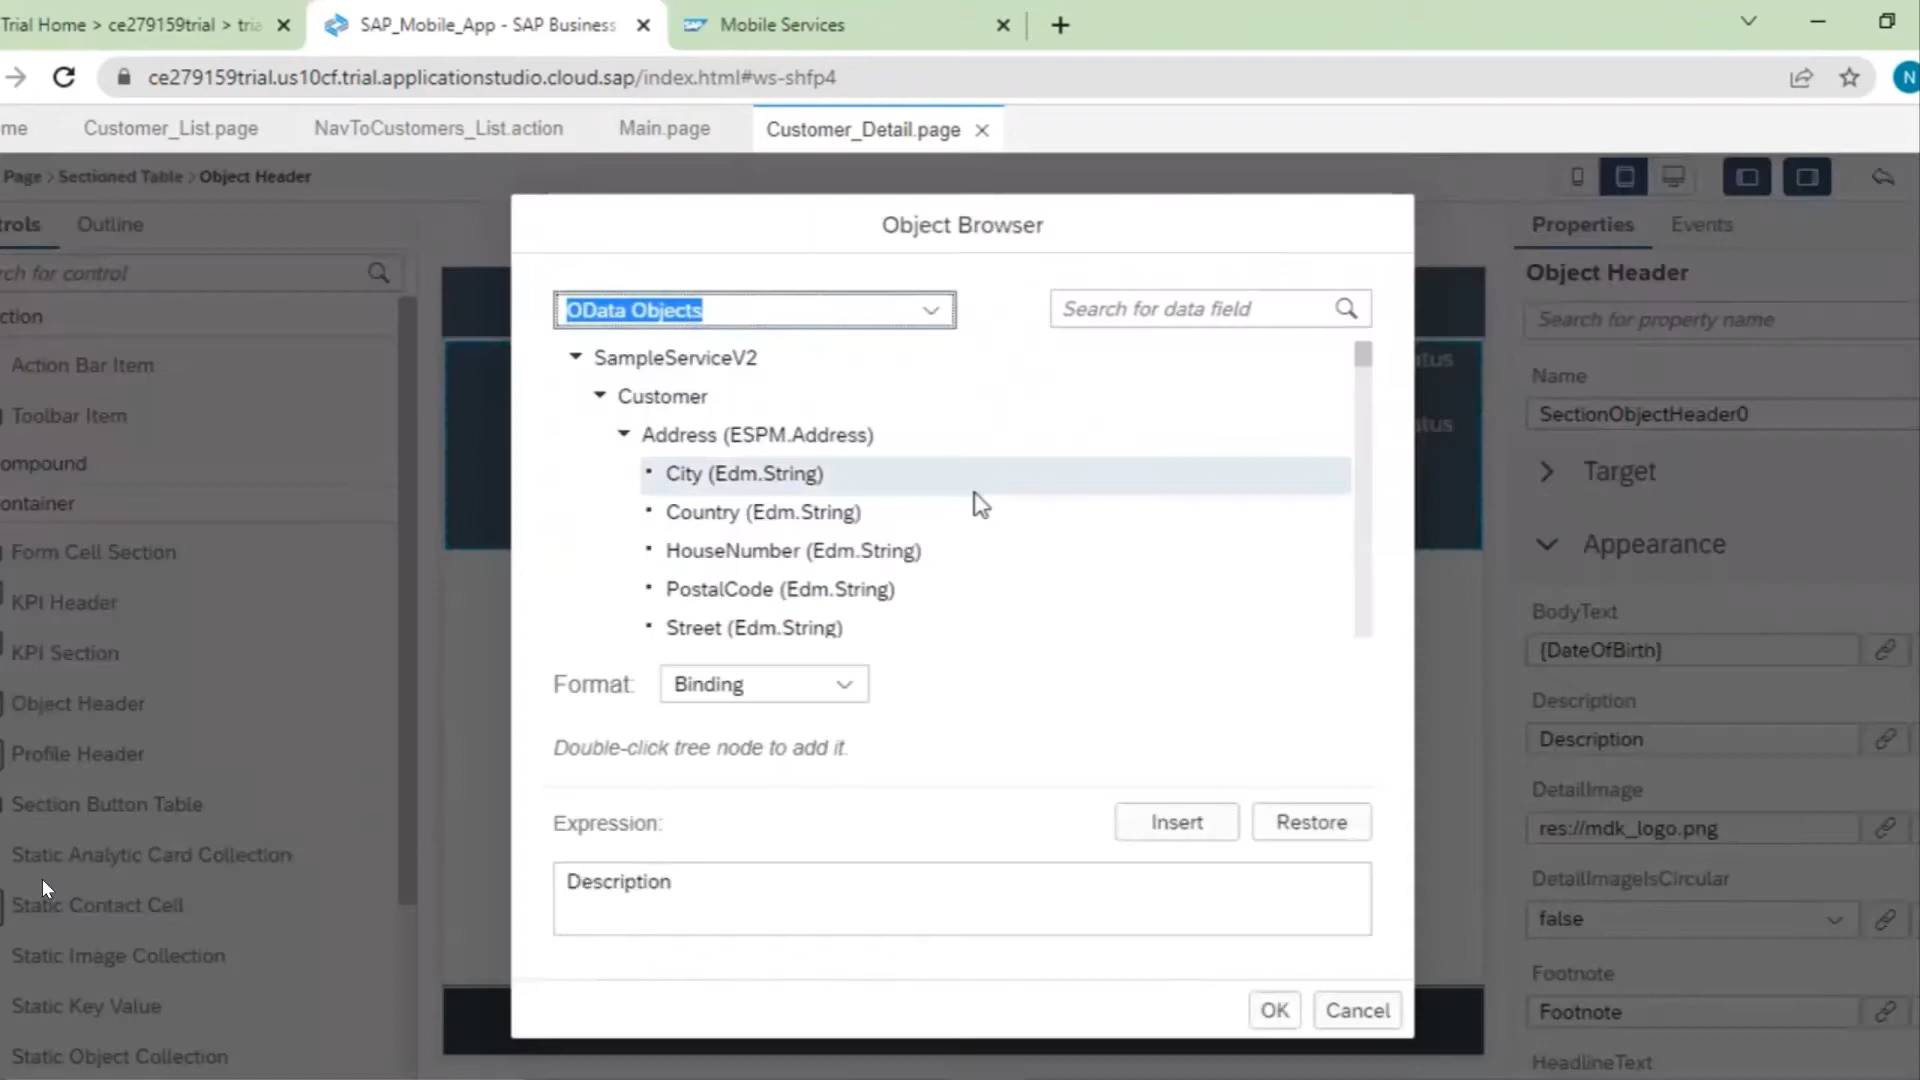 Trial Home > ce279159trial > tria
SAP_Mobile_App - SAP Business
Mobile Services
ce279159trial.us10cf.trial.applicationstudio.cloud.sap/index.html#ws-shfp4
N
me
Customer_List.page
NavToCustomers_List.action
Main.page
Customer_Detail.page
Page > Sectioned Table > Object Header
rols
Outline
rch for control
ction
Action Bar Item
Toolbar Item
ompound
ontainer
Form Cell Section
KPI Header
KPI Section
Object Header
Profile Header
Section Button Table
Static Analytic Card Collection
Static Contact Cell
Static Image Collection
Static Key Value
Static Object Collection
Object Browser
OData Objects
Search for data field
SampleServiceV2
Customer
Address (ESPM.Address)
City (Edm.String)
Country (Edm.String)
HouseNumber (Edm.String)
PostalCode (Edm.String)
Street (Edm.String)
Format:
Binding
Double-click tree node to add it.
Expression:
Insert
Restore
Description
OK
Cancel
tus
tus
Properties
Events
Object Header
Search for property name
Name
SectionObjectHeader0
Target
Appearance
BodyText
{DateOfBirth}
Description
Description
DetailImage
res://mdk_logo.png
DetailImageIsCircular
false
Footnote
Footnote
HeadlineText